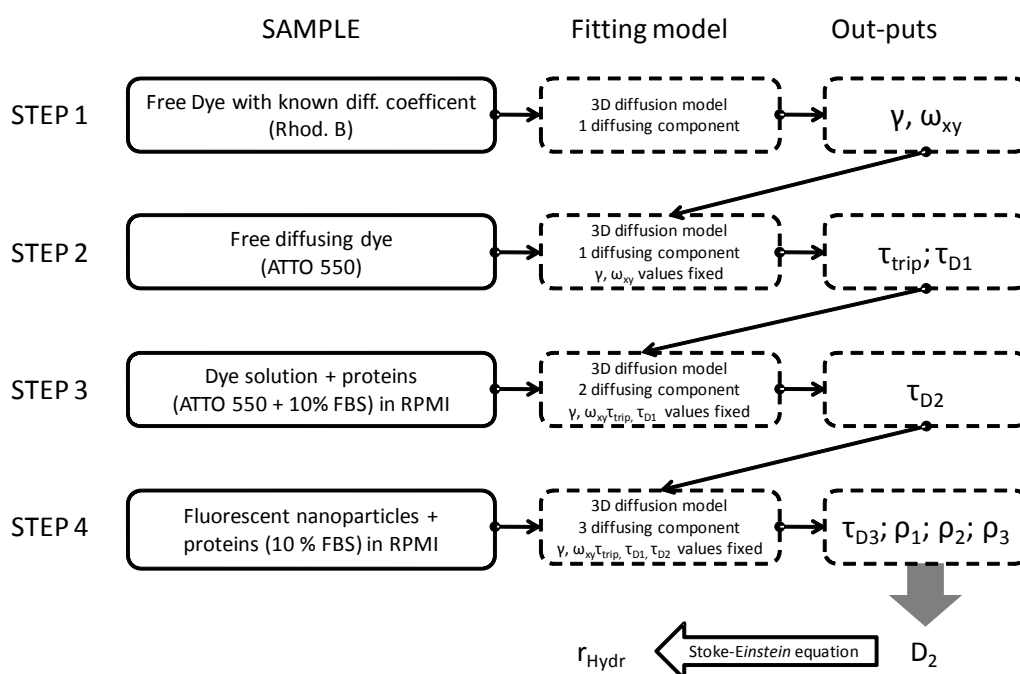 SAMPLE Fitting model Out-puts
STEP 1
Free Dye with known diff. coefficent
(Rhod. B)
3D diffusion model
1 diffusing component
γ, ω_xy
STEP 2
Free diffusing dye
(ATTO 550)
3D diffusion model
1 diffusing component
γ, ω_xy values fixed
τ_trip; τ_D1
STEP 3
Dye solution + proteins
(ATTO 550 + 10% FBS) in RPMI
3D diffusion model
2 diffusing component
γ, ω_xy τ_trip, τ_D1 values fixed
τ_D2
STEP 4
Fluorescent nanoparticles +
proteins (10 % FBS) in RPMI
3D diffusion model
3 diffusing component
γ, ω_xy τ_trip, τ_D1, τ_D2 values fixed
τ_D3; ρ_1; ρ_2; ρ_3
r_Hydr Stoke-Einstein equation D_2